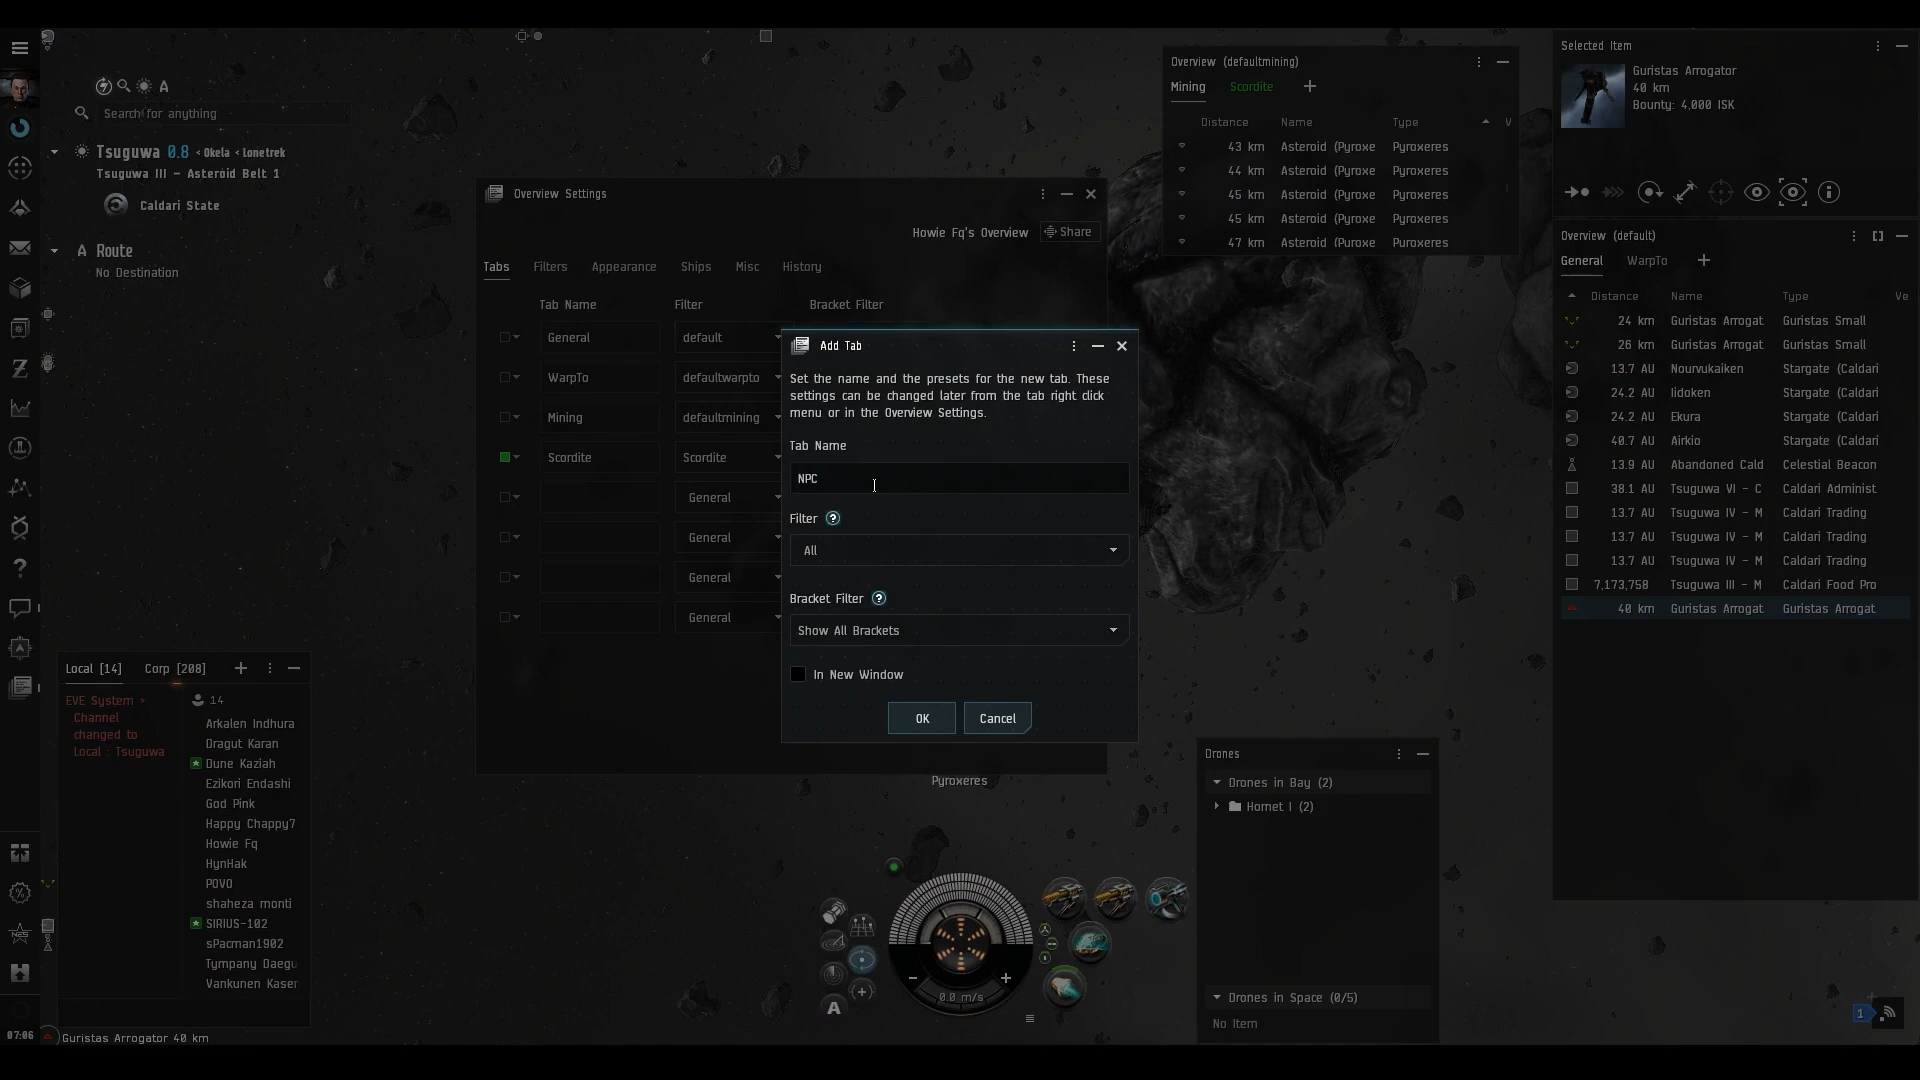 Search for anything
Tsuguwa 0.8 < Okela < Lonetrek
Tsuguwa III - Asteroid Belt 1
Caldari State
Route
No Destination
Overview Settings
Howie Fq's Overview
Share
Tabs Filters Appearance Ships Misc History
Tab Name Filter Bracket Filter
General default
WarpTo defaultwarpto
Mining defaultmining
Scordite Scordite
General
General
General
General
Add Tab
Set the name and the presets for the new tab. These
settings can be changed later from the tab right click
menu or in the Overview Settings.
Tab Name
NPC
Filter ?
All
Bracket Filter ?
Show All Brackets
In New Window
OK Cancel
Pyroxeres
Overview (defaultmining)
Mining Scordite +
Distance Name Type V
43 km Asteroid (Pyroxe Pyroxeres
44 km Asteroid (Pyroxe Pyroxeres
45 km Asteroid (Pyroxe Pyroxeres
45 km Asteroid (Pyroxe Pyroxeres
47 km Asteroid (Pyroxe Pyroxeres
Selected Item
Guristas Arrogator
40 km
Bounty: 4,000 ISK
Overview (default)
General WarpTo +
Distance Name Type Ve
24 km Guristas Arrogat Guristas Small
26 km Guristas Arrogat Guristas Small
13.7 AU Nourvukaiken Stargate (Caldari
24.2 AU Iidoken Stargate (Caldari
24.2 AU Ekura Stargate (Caldari
40.7 AU Airkio Stargate (Caldari
13.9 AU Abandoned Cald Celestial Beacon
38.1 AU Tsuguwa VI - C Caldari Administ
13.7 AU Tsuguwa IV - M Caldari Trading
13.7 AU Tsuguwa IV - M Caldari Trading
13.7 AU Tsuguwa IV - M Caldari Trading
7,173,758 Tsuguwa III - M Caldari Food Pro
40 km Guristas Arrogat Guristas Arrogat
Local [14] Corp [208] +
EVE System >
Channel
changed to
Local : Tsuguwa
14
Arkalen Indhura
Dragut Karan
Dune Kaziah
Ezikori Endashi
God Pink
Happy Chappy7
Howie Fq
HynHak
POVO
shaheza monti
SIRIUS-102
sPacman1902
Tympany Daegu
Vankunen Kaser
0.0 m/s
A
Drones
Drones in Bay (2)
Hornet I (2)
Drones in Space (0/5)
No Item
1
07:06
Guristas Arrogator 40 km